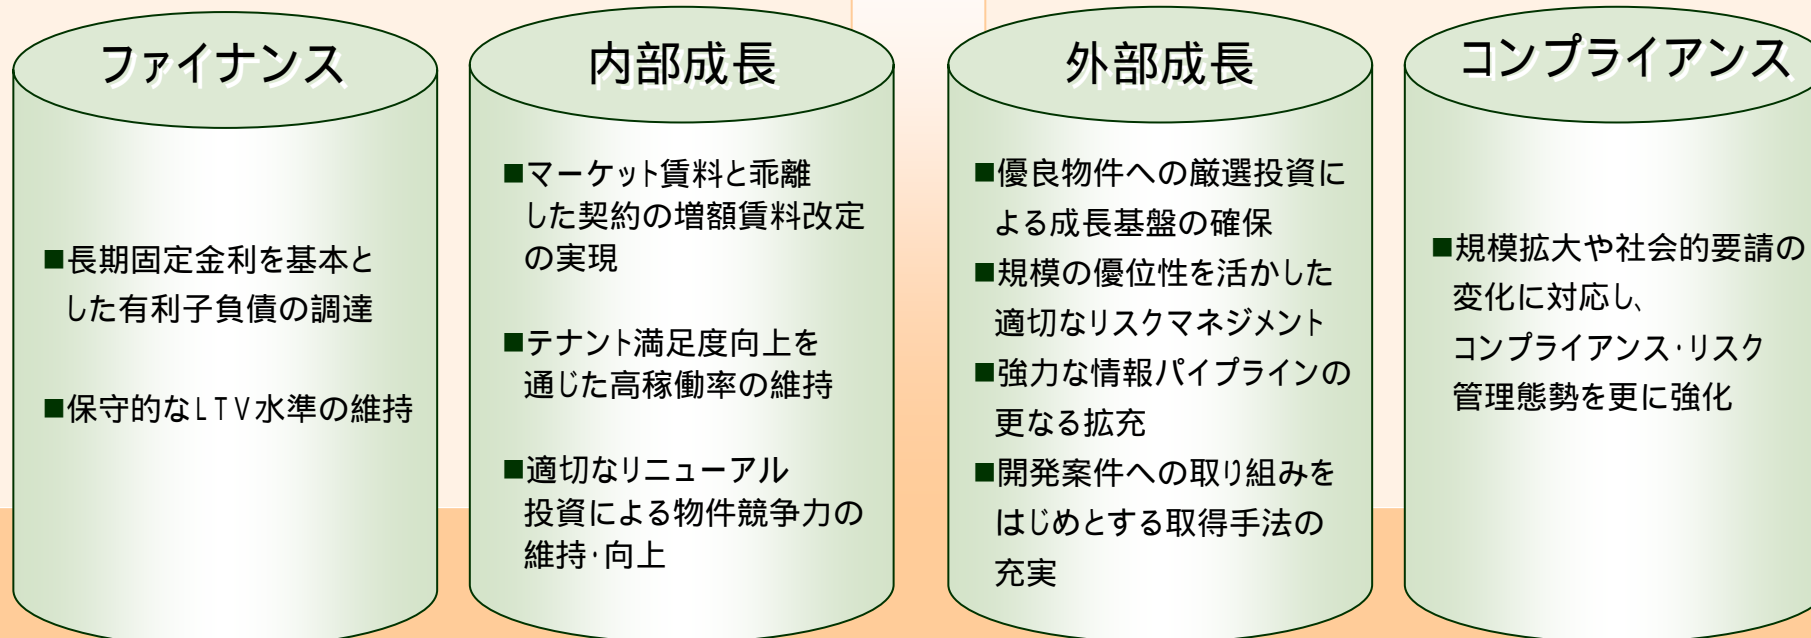 ファイナンス
■長期固定金利を基本と
した有利子負債の調達
■保守的なLTV水準の維持
内部成長
■マーケット賃料と乖離
した契約の増額賃料改定
の実現
■テナント満足度向上を
通じた高稼働率の維持
■適切なリニューアル
投資による物件競争力の
維持・向上
外部成長
■優良物件への厳選投資に
よる成長基盤の確保
■規模の優位性を活かした
適切なリスクマネジメント
■強力な情報パイプラインの
更なる拡充
■開発案件への取り組みを
はじめとする取得手法の
充実
コンプライアンス
■規模拡大や社会的要請の
変化に対応し、
コンプライアンス・リスク
管理態勢を更に強化